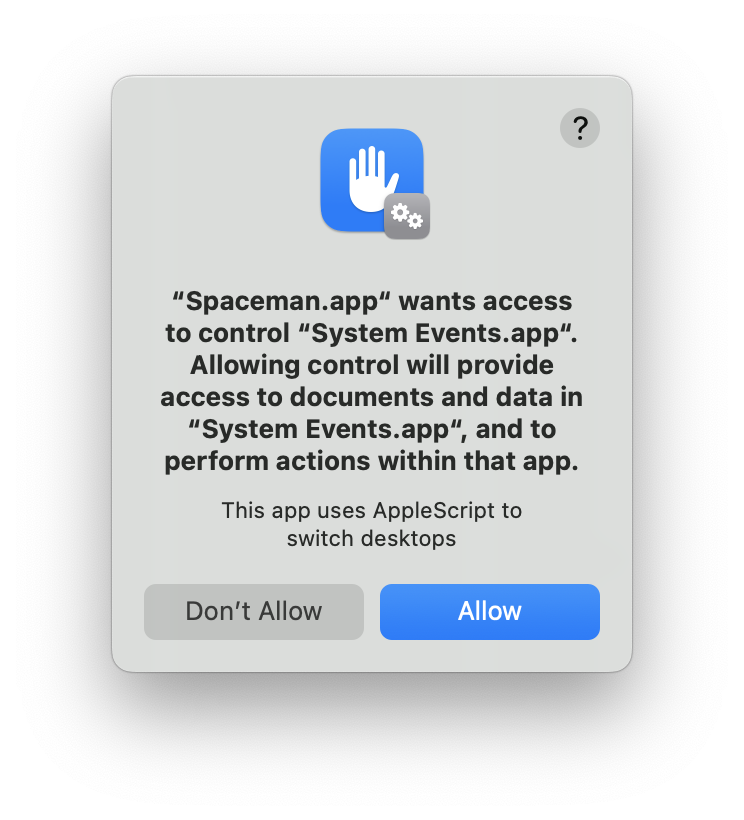 ?
“Spaceman.app“ wants access
to control “System Events.app“.
Allowing control will provide
access to documents and data in
“System Events.app“, and to
perform actions within that app.
This app uses AppleScript to
switch desktops
Don’t Allow
Allow